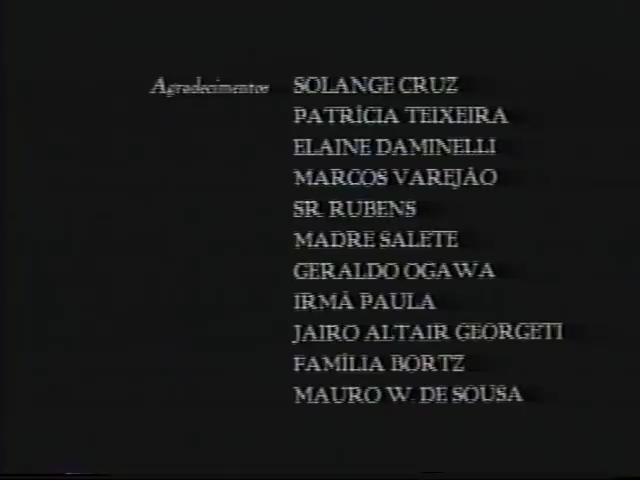 Agradecimentos SOLANGE CRUZ
PATRÍCIA TEIXEIRA
ELAINE DAMINELLI
MARCOS VAREJÃO
SR. RUBENS
MADRE SALETE
GERALDO OGAWA
IRMÃ PAULA
JAIRO ALTAIR GEORGETI
FAMÍLIA BORTZ
MAURO W. DE SOUSA